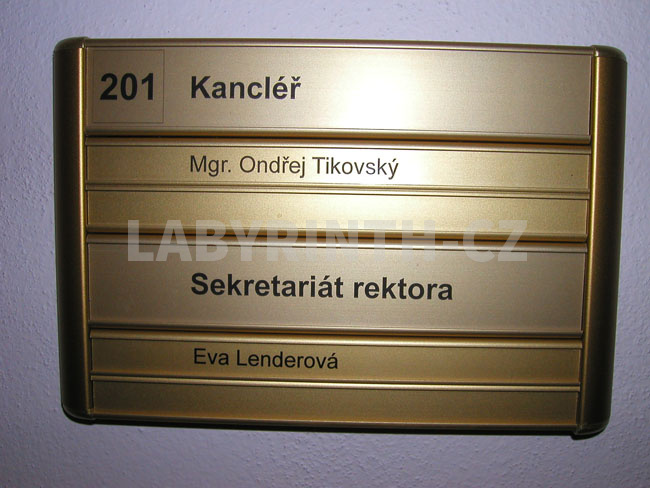 201 Kancléř
Mgr. Ondřej Tikovský
LABYRINTH-CZ
Sekretariát rektora
Eva Lenderová